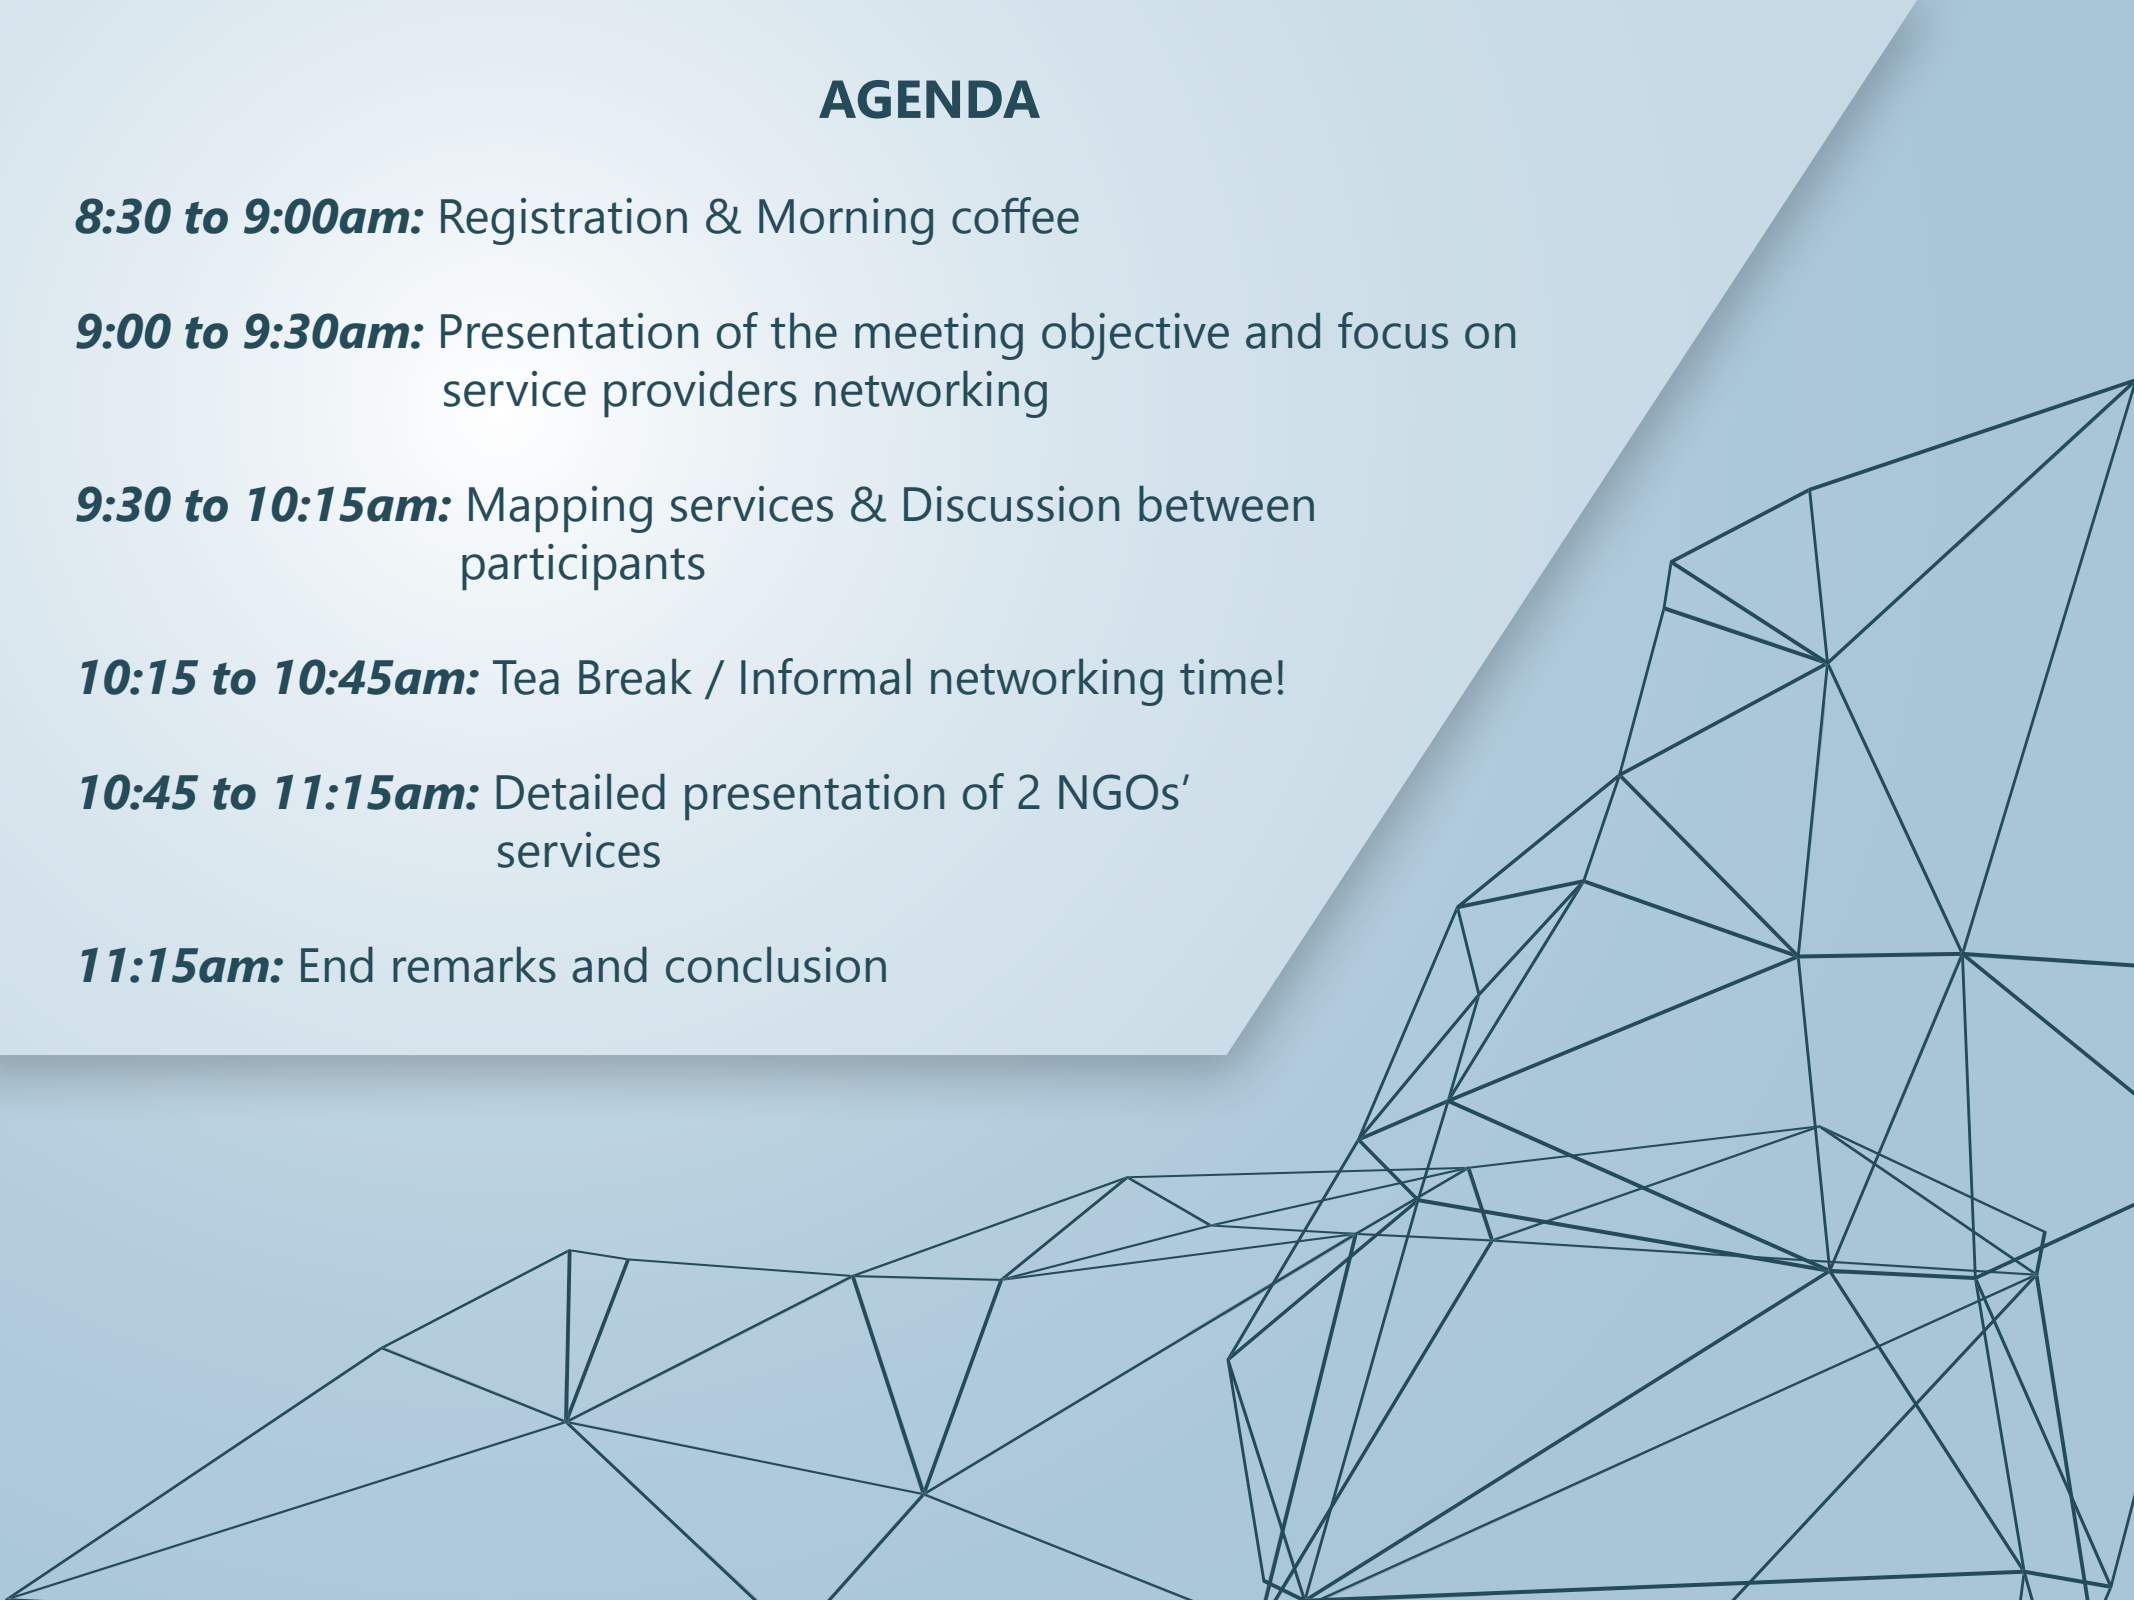 AGENDA
8:30 to 9:00am: Registration & Morning coffee
9:00 to 9:30am: Presentation of the meeting objective and focus on
service providers networking
9:30 to 10:15am: Mapping services & Discussion between
participants
10:15 to 10:45am: Tea Break / Informal networking time!
10:45 to 11:15am: Detailed presentation of 2 NGOs’
services
11:15am: End remarks and conclusion